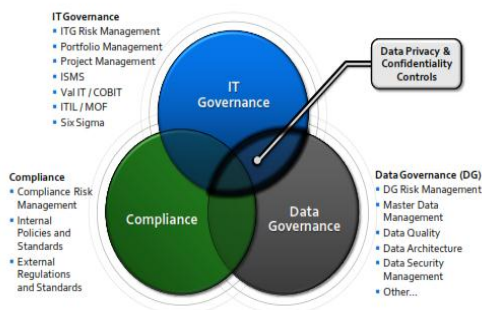 IT Governance
▪ ITG Risk Management
▪ Portfolio Management
▪ Project Management
▪ ISMS
▪ Val IT / COBIT
▪ ITIL / MOF
▪ Six Sigma
IT
Governance
Data Privacy &
Confidentiality
Controls
Compliance
▪ Compliance Risk
Management
▪ Internal
Policies and
Standards
▪ External
Regulations
and Standards
Compliance
Data
Governance
Data Governance (DG)
▪ DG Risk Management
▪ Master Data
Management
▪ Data Quality
▪ Data Architecture
▪ Data Security
Management
▪ Other...